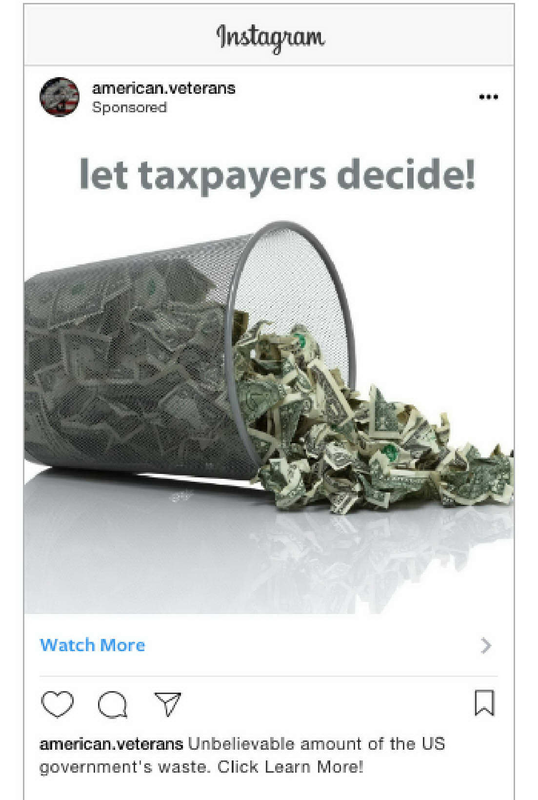 Instagram
american.veterans
Sponsored
let taxpayers decide!
Watch More
american.veterans Unbelievable amount of the US
government's waste. Click Learn More!